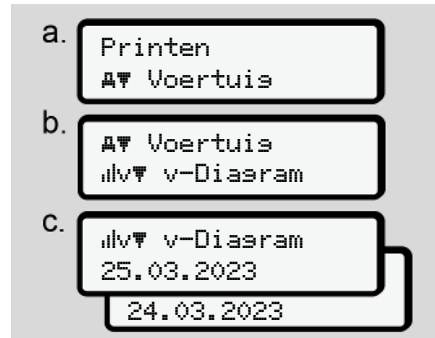 a.
Printen
Voertuig
b.
Voertuig
v-Diagram
c.
v-Diagram
25.03.2023
24.03.2023